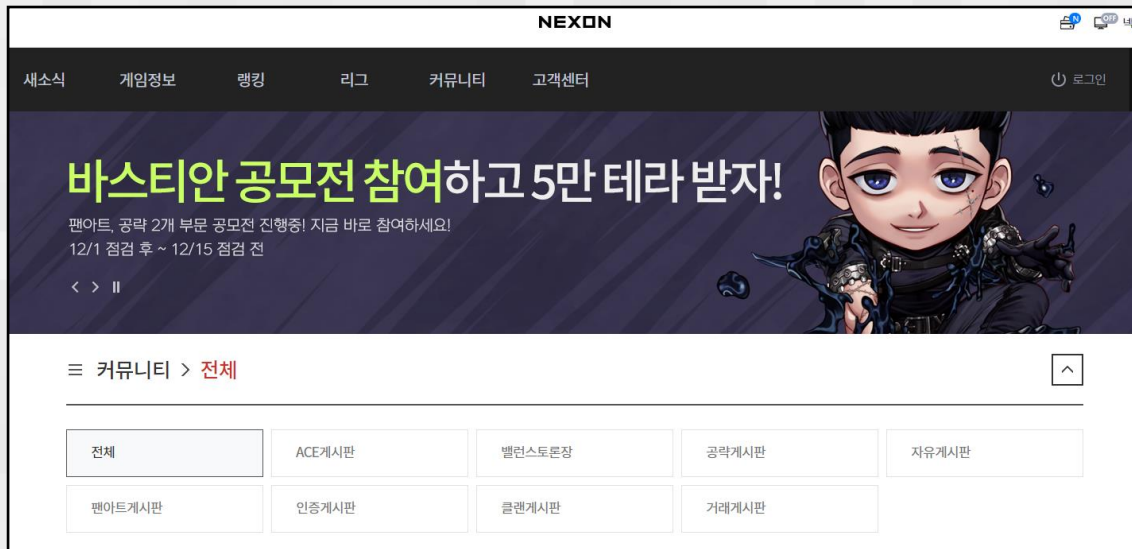 NEXON
N
OFF
넥
새소식 게임정보 랭킹 리그 커뮤니티 고객센터 로그인
바스티안 공모전 참여하고 5만 테라 받자!
팬아트, 공략 2개 부문 공모전 진행중! 지금 바로 참여하세요!
12/1 점검 후 ~ 12/15 점검 전
커뮤니티 > 전체
전체 ACE게시판 밸런스토론장 공략게시판 자유게시판
팬아트게시판 인증게시판 클랜게시판 거래게시판